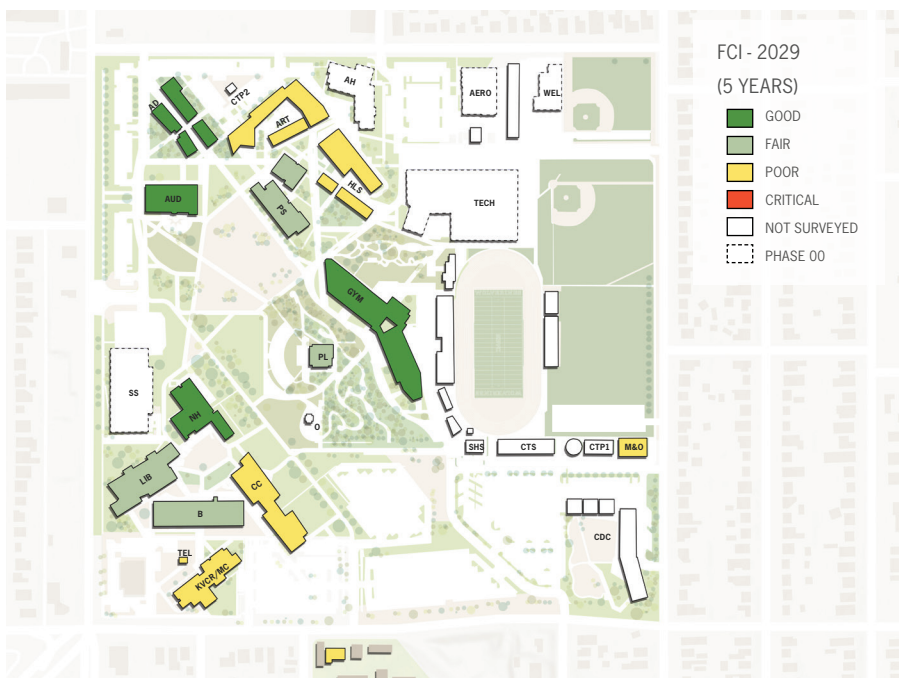 FCI - 2029
(5 YEARS)
GOOD
FAIR
POOR
CRITICAL
NOT SURVEYED
PHASE 00
AH
AERO
WEL
CTP2
AD
ART
HLS
AUD
PS
TECH
GYM
PL
SS
NH
O
SHS
CTS
CTP1
M&O
CC
LIB
B
CDC
TEL
KVCR/MC